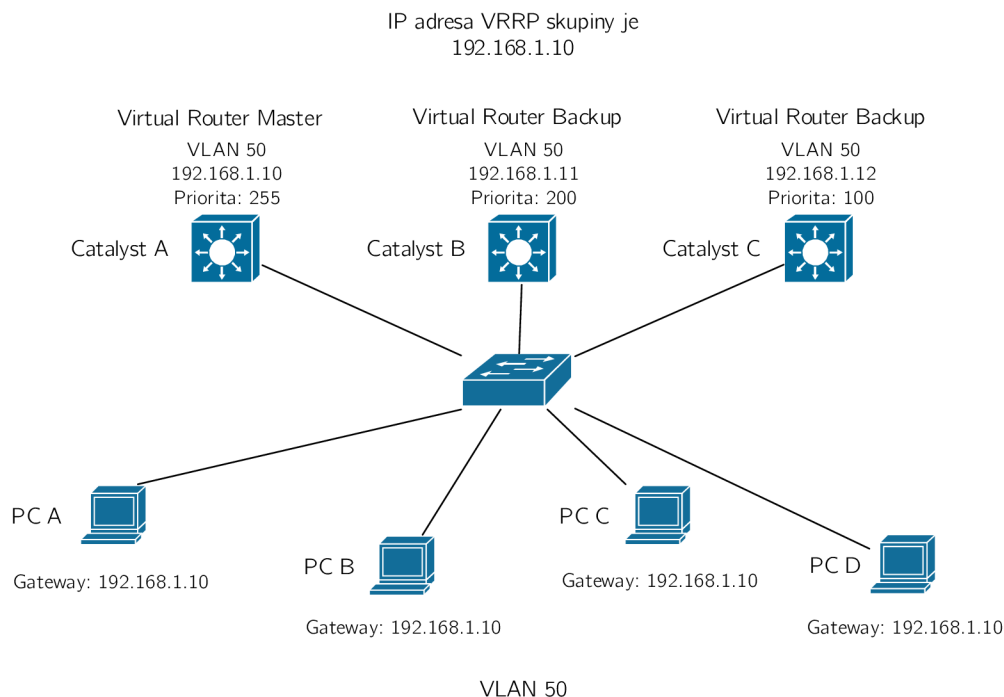 IP adresa VRRP skupiny je
192.168.1.10
Virtual Router Master
VLAN 50
192.168.1.10
Priorita: 255
Catalyst A
Virtual Router Backup
VLAN 50
192.168.1.11
Priorita: 200
Catalyst B
Virtual Router Backup
VLAN 50
192.168.1.12
Priorita: 100
Catalyst C
PC A
Gateway: 192.168.1.10
PC B
Gateway: 192.168.1.10
PC C
Gateway: 192.168.1.10
PC D
Gateway: 192.168.1.10
VLAN 50